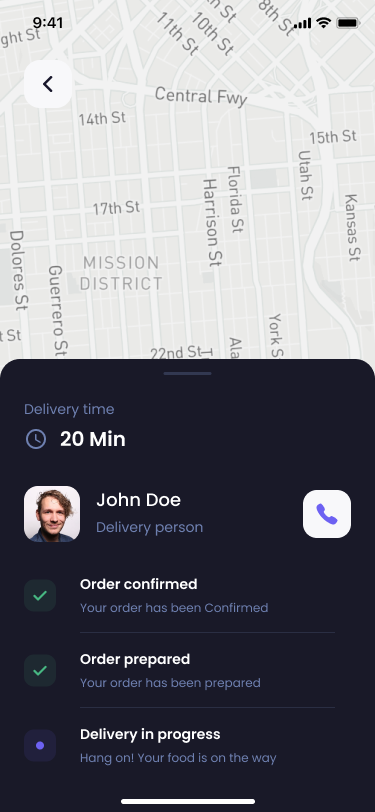 9:41
11th St
10th St
8th St
14th St
Central Fwy
15th St
17th St
Dolores St
Guerrero St
Harrison St
Florida St
Utah St
Kansas St
MISSION
DISTRICT
22nd St
York S
Ala
Delivery time
20 Min
John Doe
Delivery person
Order confirmed
Your order has been Confirmed
Order prepared
Your order has been prepared
Delivery in progress
Hang on! Your food is on the way